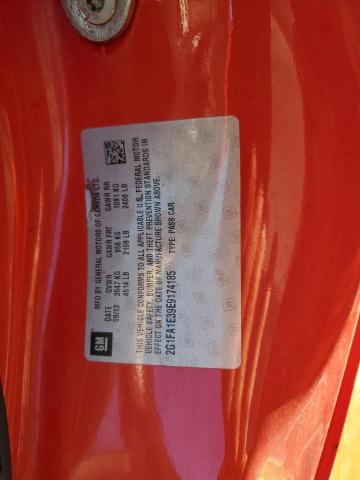 MFD BY GENERAL MOTORS OF CANADA LTD.
DATE GVWR GAWR FRT GAWR RR
09/13 2047 KG 956 KG 1091 KG
4514 LB 2108 LB 2406 LB
GM
THIS VEHICLE CONFORMS TO ALL APPLICABLE U.S. FEDERAL MOTOR
VEHICLE SAFETY, BUMPER, AND THEFT PREVENTION STANDARDS IN
EFFECT ON THE DATE OF MANUFACTURE SHOWN ABOVE.
2G1FA1E39E9174185 TYPE: PASS CAR